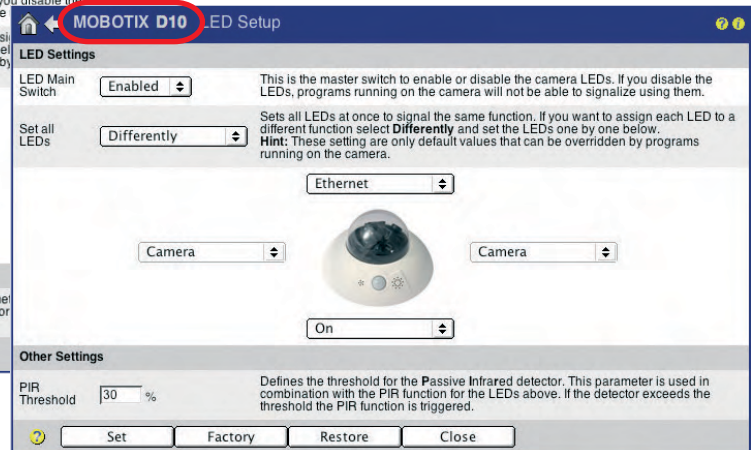 you disable the
MOBOTIX D10 LED Setup
LED Settings
LED Main
Switch
Enabled
This is the master switch to enable or disable the camera LEDs. If you disable the
LEDs, programs running on the camera will not be able to signalize using them.
Set all
LEDs
Differently
Sets all LEDs at once to signal the same function. If you want to assign each LED to a
different function select Differently and set the LEDs one by one below.
Hint: These setting are only default values that can be overridden by programs
running on the camera.
Ethernet
Camera
Camera
On
Other Settings
PIR
Threshold
30 %
Defines the threshold for the Passive Infrared detector. This parameter is used in
combination with the PIR function for the LEDs above. If the detector exceeds the
threshold the PIR function is triggered.
? Set Factory Restore Close